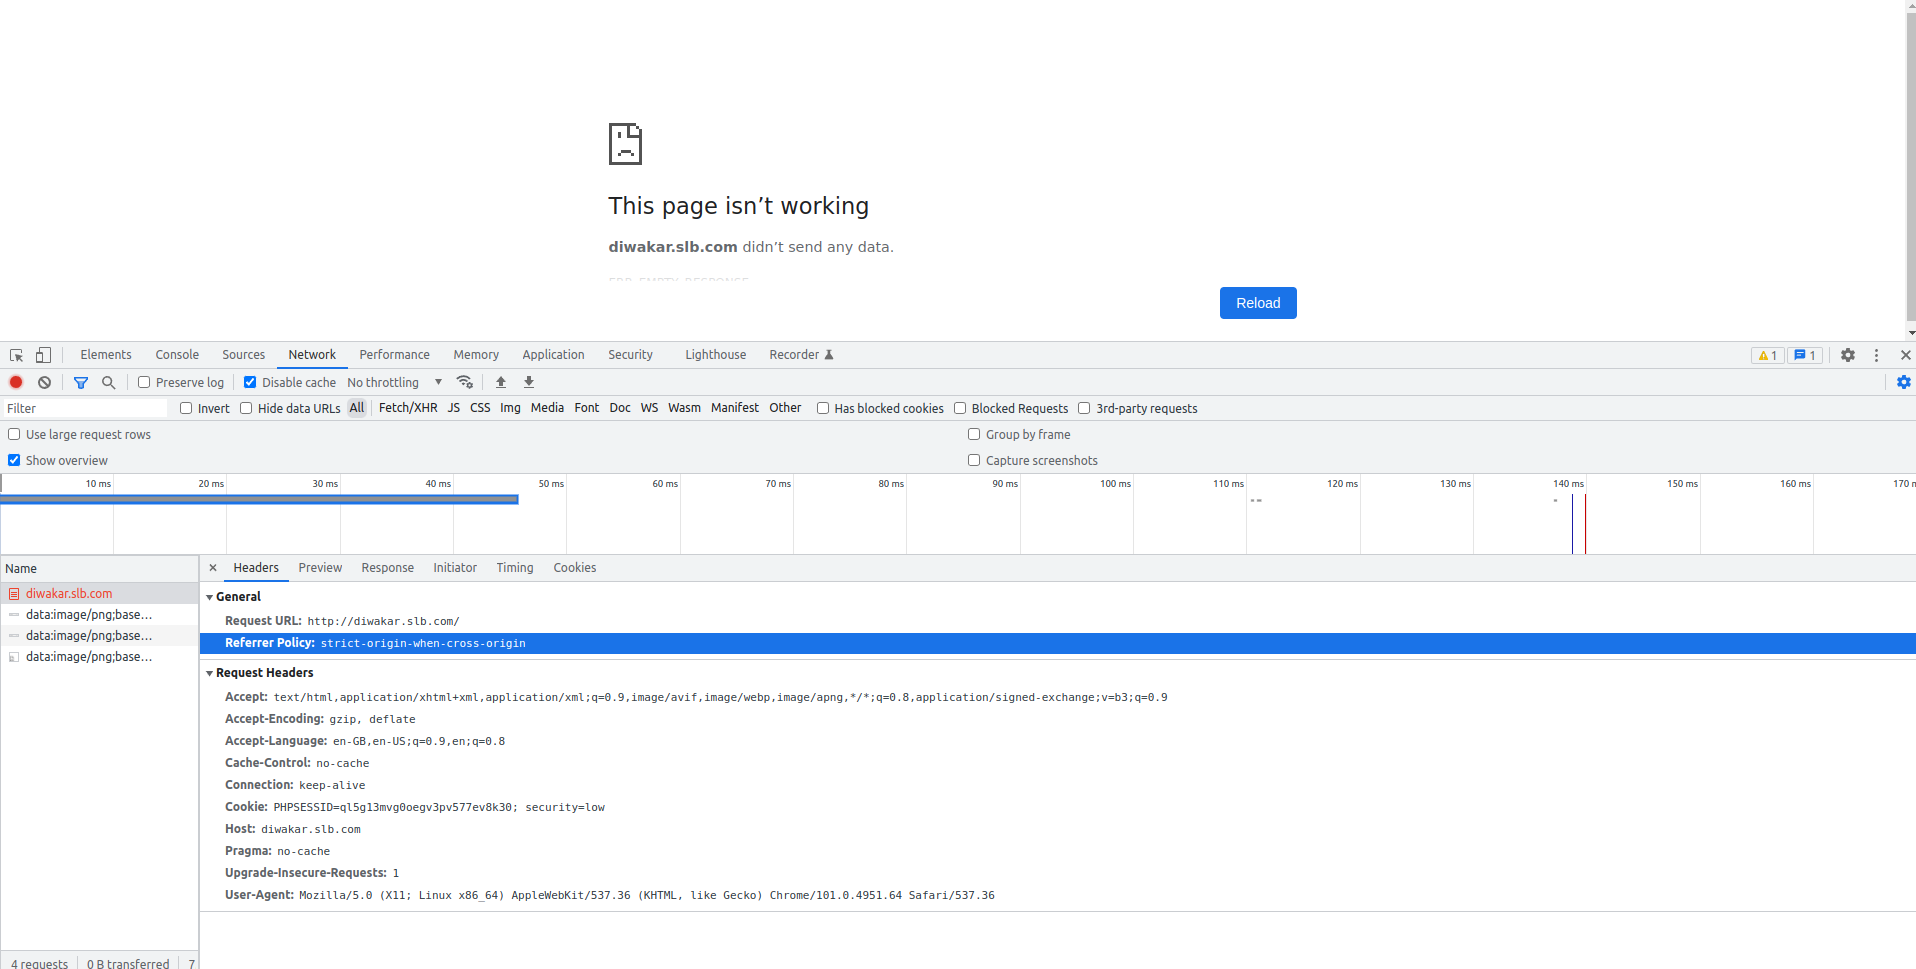 This page isn’t working
diwakar.slb.com didn’t send any data.
Reload
Elements Console Sources Network Performance Memory Application Security Lighthouse Recorder 1 1
Preserve log Disable cache No throttling
Filter Invert Hide data URLs All Fetch/XHR JS CSS Img Media Font Doc WS Wasm Manifest Other Has blocked cookies Blocked Requests 3rd-party requests
Use large request rows Group by frame
Show overview Capture screenshots
10 ms 20 ms 30 ms 40 ms 50 ms 60 ms 70 ms 80 ms 90 ms 100 ms 110 ms 120 ms 130 ms 140 ms 150 ms 160 ms 170 m
Name
diwakar.slb.com
data:image/png;base…
data:image/png;base…
data:image/png;base…
4 requests 0 B transferred 7
× Headers Preview Response Initiator Timing Cookies
General
Request URL: http://diwakar.slb.com/
Referrer Policy: strict-origin-when-cross-origin
Request Headers
Accept: text/html,application/xhtml+xml,application/xml;q=0.9,image/avif,image/webp,image/apng,*/*;q=0.8,application/signed-exchange;v=b3;q=0.9
Accept-Encoding: gzip, deflate
Accept-Language: en-GB,en-US;q=0.9,en;q=0.8
Cache-Control: no-cache
Connection: keep-alive
Cookie: PHPSESSID=ql5g13mvg0oegv3pv577ev8k30; security=low
Host: diwakar.slb.com
Pragma: no-cache
Upgrade-Insecure-Requests: 1
User-Agent: Mozilla/5.0 (X11; Linux x86_64) AppleWebKit/537.36 (KHTML, like Gecko) Chrome/101.0.4951.64 Safari/537.36